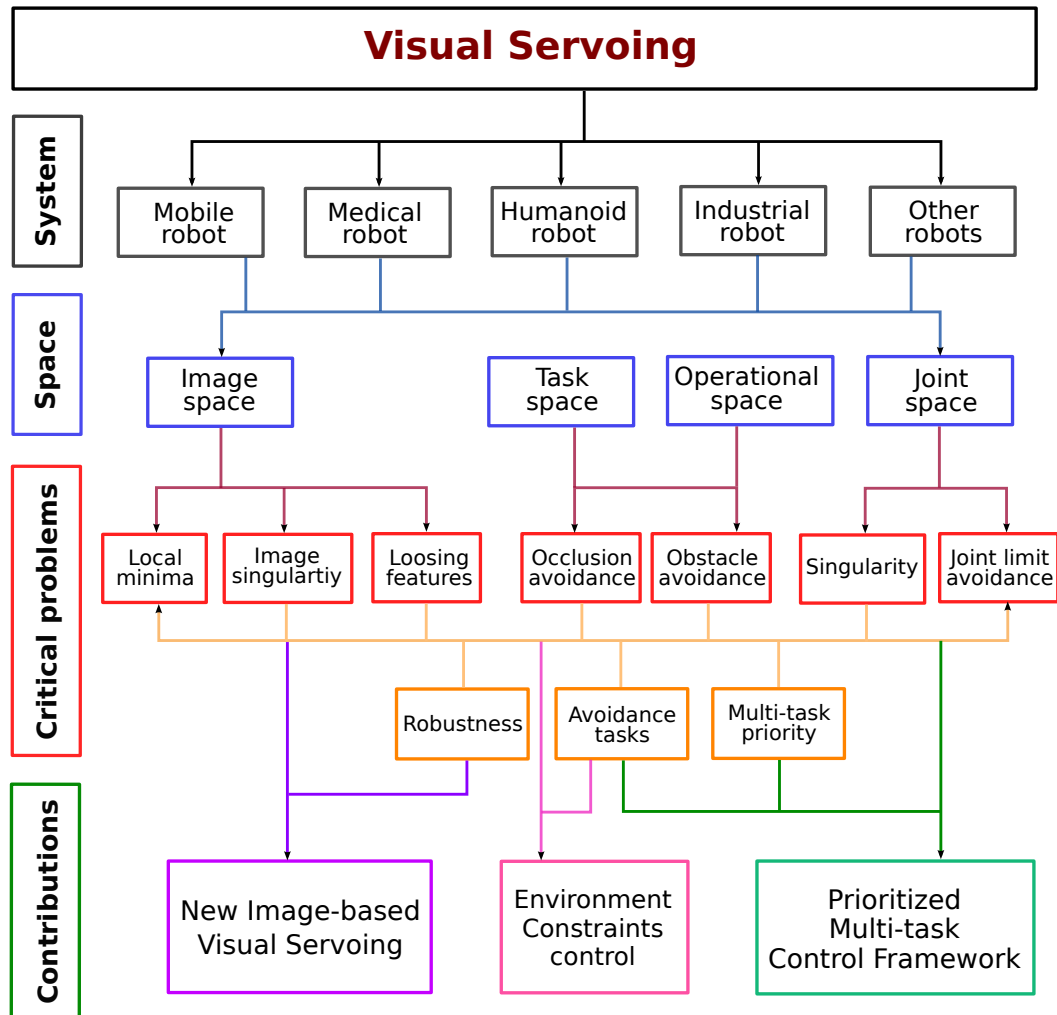 Visual Servoing
System
Mobile
robot
Medical
robot
Humanoid
robot
Industrial
robot
Other
robots
Space
Image
space
Task
space
Operational
space
Joint
space
Critical problems
Local
minima
Image
singulartiy
Loosing
features
Occlusion
avoidance
Obstacle
avoidance
Singularity
Joint limit
avoidance
Robustness
Avoidance
tasks
Multi-task
priority
Contributions
New Image-based
Visual Servoing
Environment
Constraints
control
Prioritized
Multi-task
Control Framework